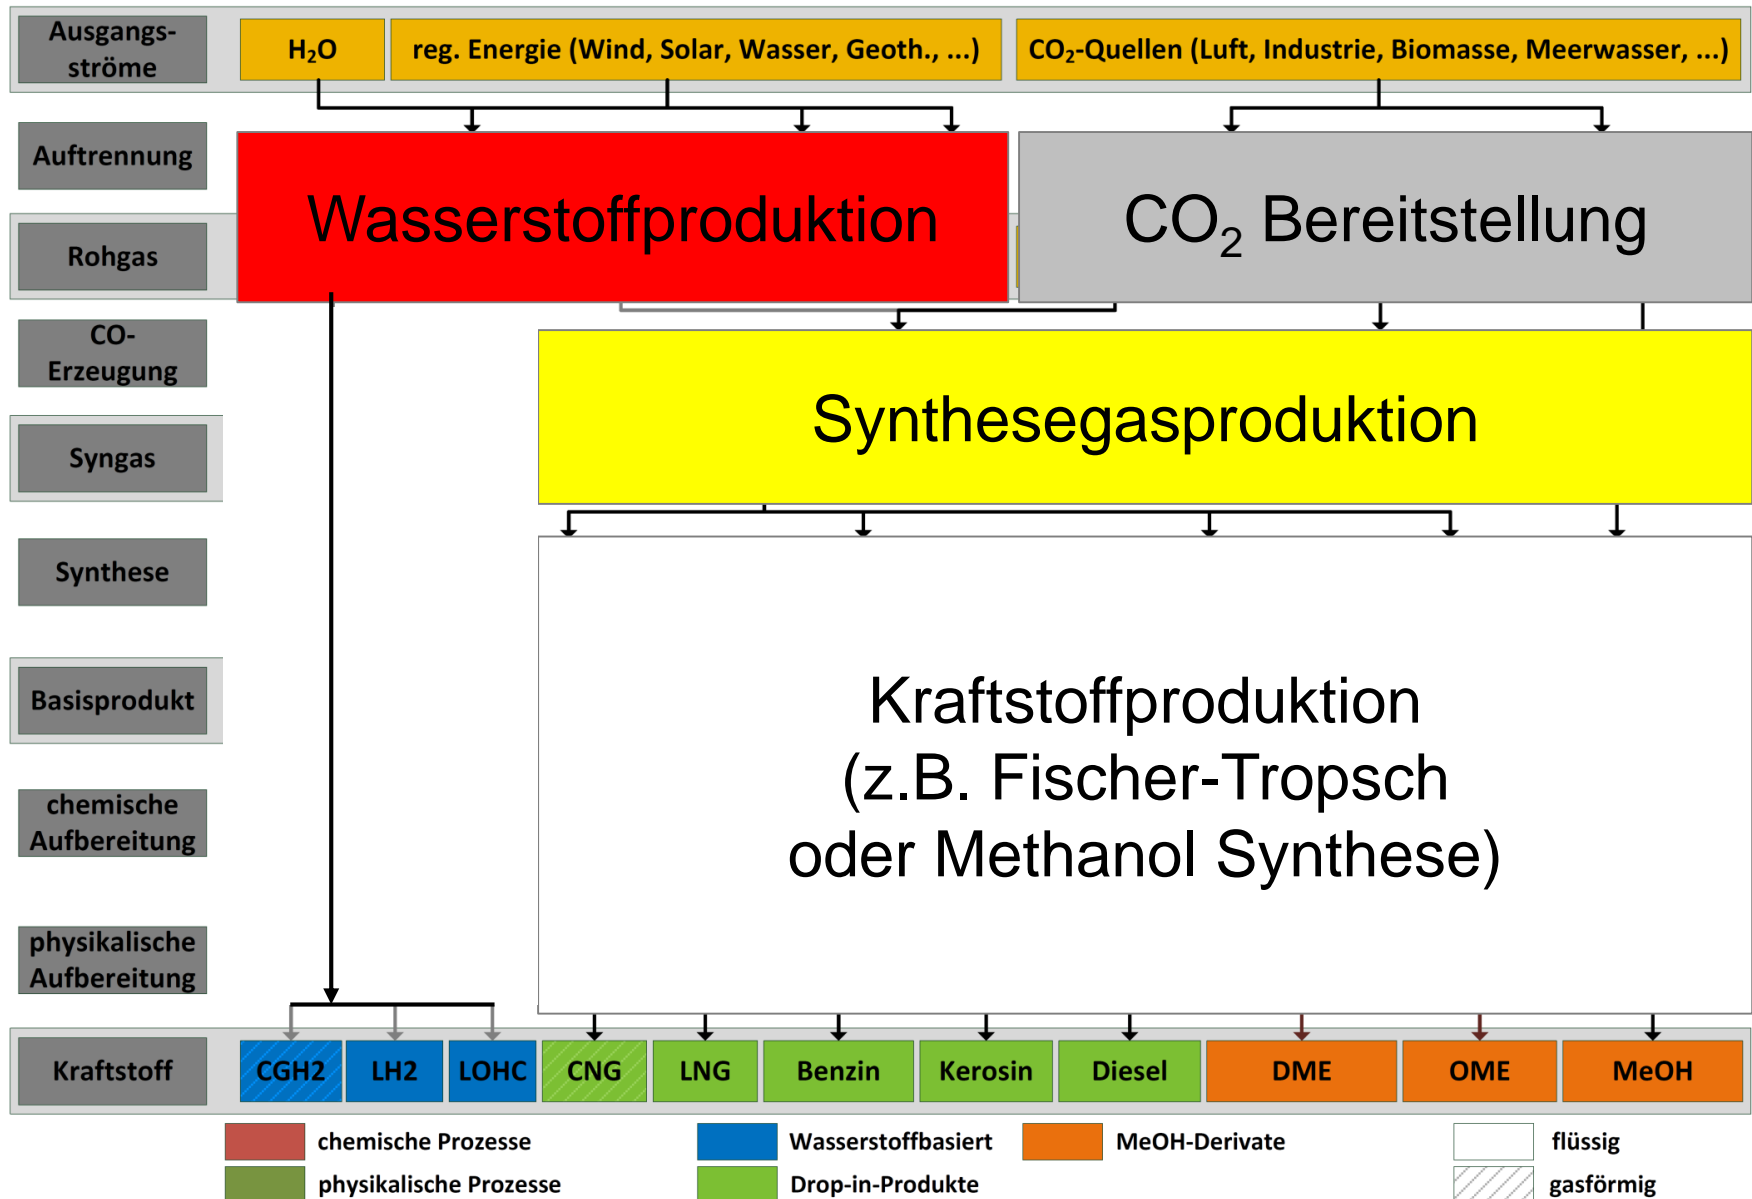 Ausgangs-
ströme
H₂O
reg. Energie (Wind, Solar, Wasser, Geoth., ...)
CO₂-Quellen (Luft, Industrie, Biomasse, Meerwasser, ...)
Auftrennung
Wasserstoffproduktion
CO₂ Bereitstellung
Rohgas
CO-
Erzeugung
Synthesegasproduktion
Syngas
Synthese
Basisprodukt
Kraftstoffproduktion
(z.B. Fischer-Tropsch
oder Methanol Synthese)
chemische
Aufbereitung
physikalische
Aufbereitung
Kraftstoff
CGH2
LH2
LOHC
CNG
LNG
Benzin
Kerosin
Diesel
DME
OME
MeOH
chemische Prozesse
Wasserstoffbasiert
MeOH-Derivate
flüssig
physikalische Prozesse
Drop-in-Produkte
gasförmig